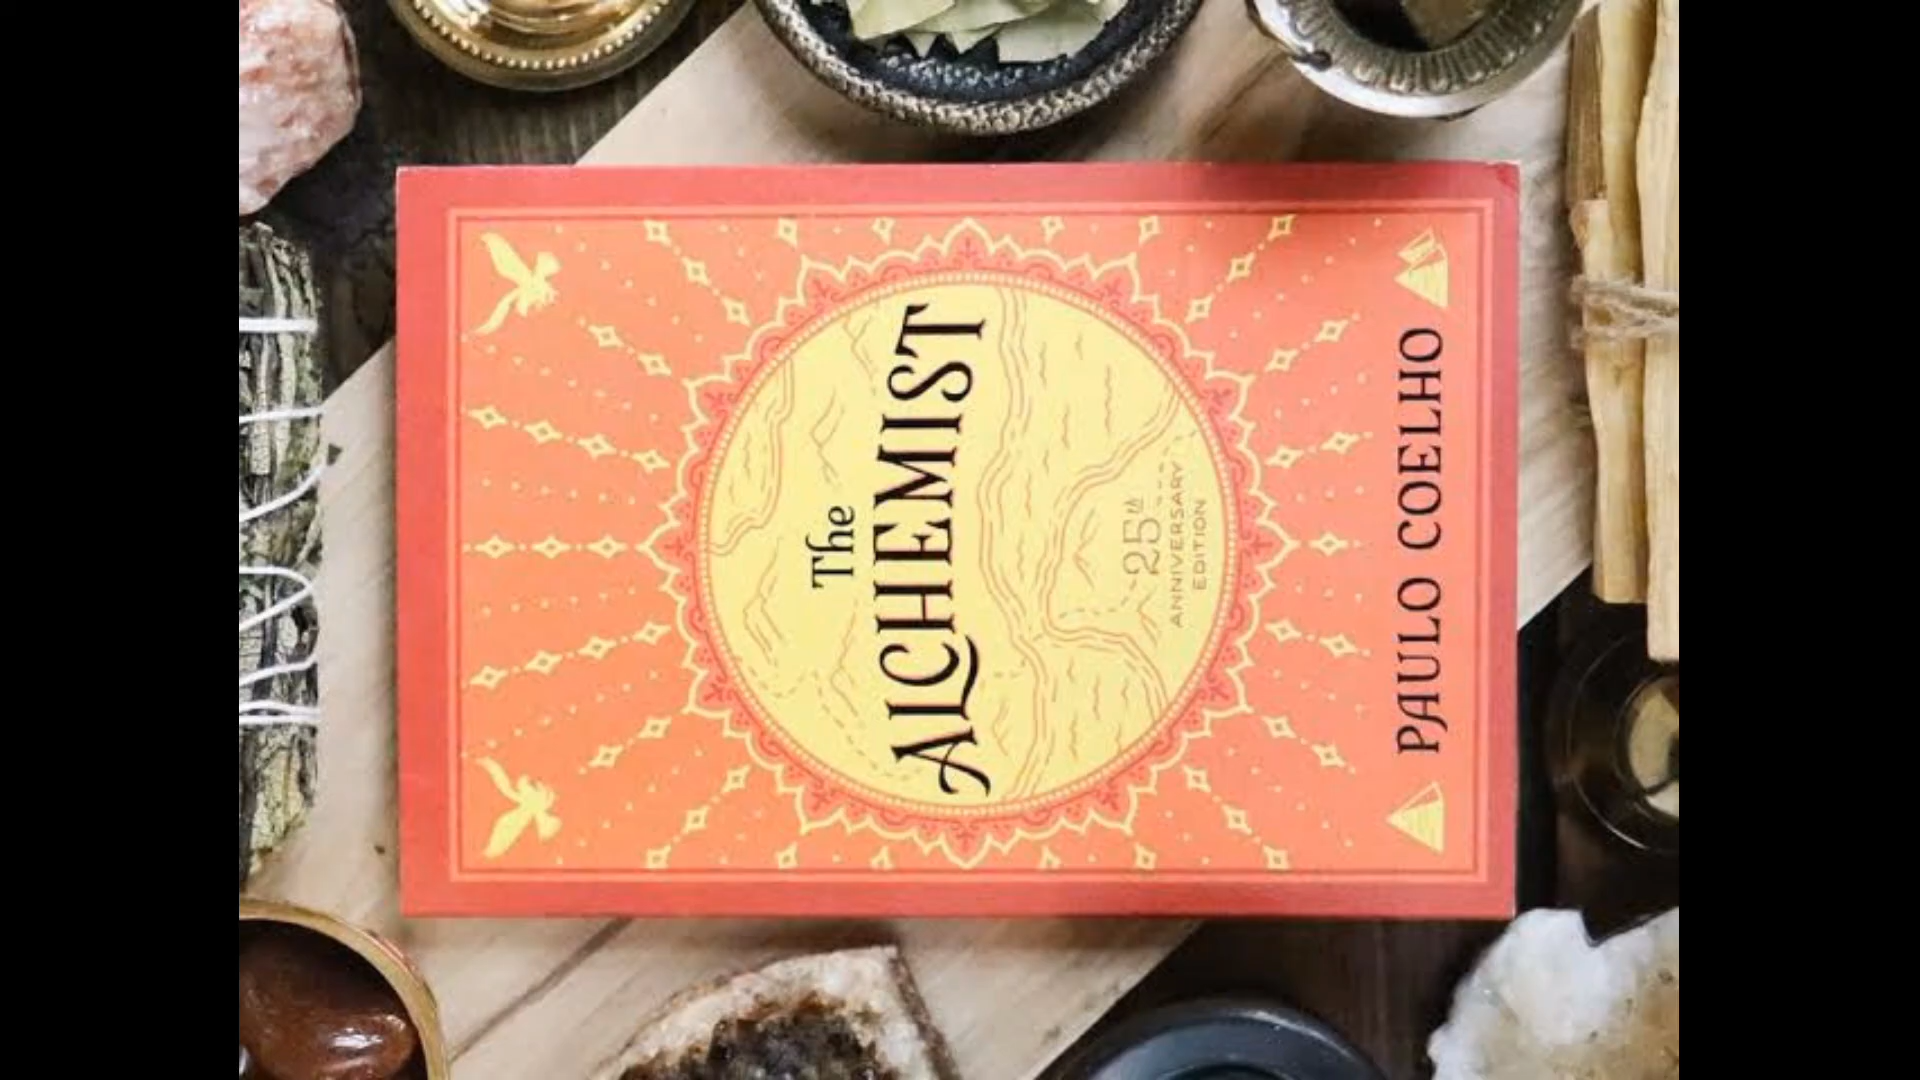 The
ALCHEMIST
25th
ANNIVERSARY
EDITION
PAULO COELHO